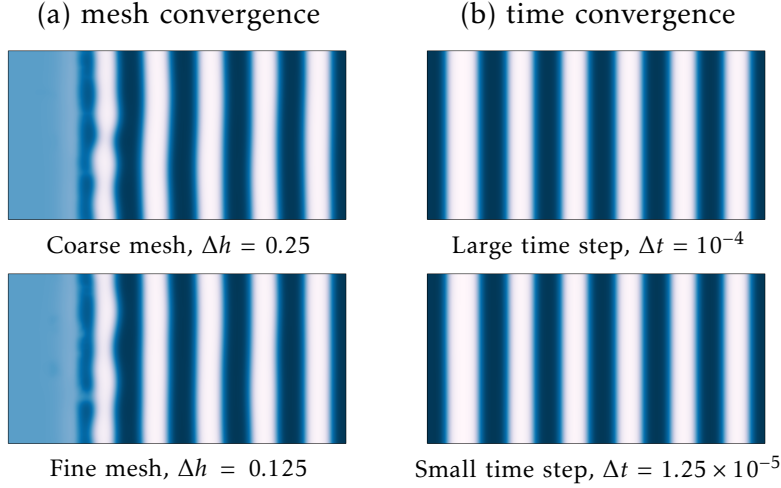 (a) mesh convergence
(b) time convergence
Coarse mesh, Δh = 0.25
Large time step, Δt = 10⁻⁴
Fine mesh, Δh = 0.125
Small time step, Δt = 1.25 × 10⁻⁵